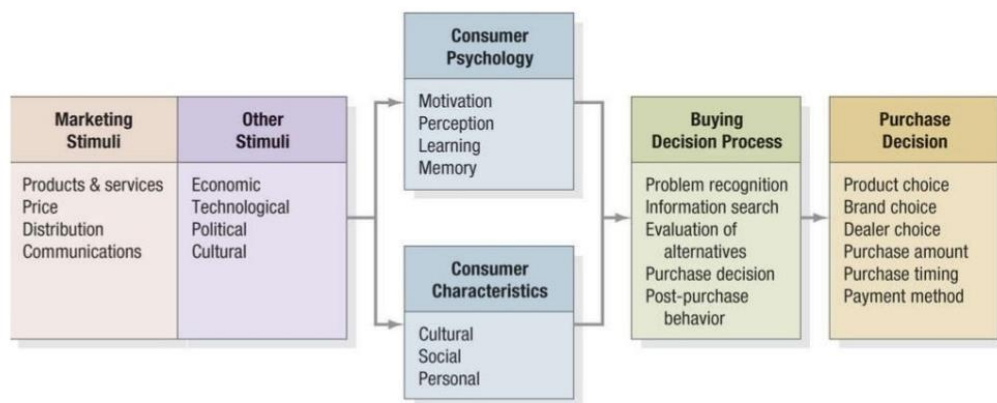 Marketing
Stimuli
Products & services
Price
Distribution
Communications
Other
Stimuli
Economic
Technological
Political
Cultural
Consumer
Psychology
Motivation
Perception
Learning
Memory
Consumer
Characteristics
Cultural
Social
Personal
Buying
Decision Process
Problem recognition
Information search
Evaluation of
alternatives
Purchase decision
Post-purchase
behavior
Purchase
Decision
Product choice
Brand choice
Dealer choice
Purchase amount
Purchase timing
Payment method